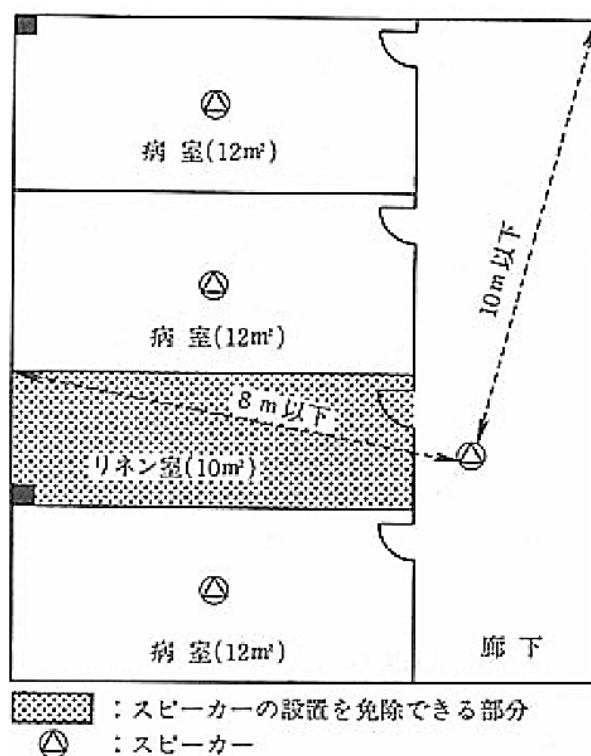 病室(12㎡)
10m以下
病室(12㎡)
8m以下
リネン室(10㎡)
病室(12㎡)
廊下
:スピーカーの設置を免除できる部分
:スピーカー